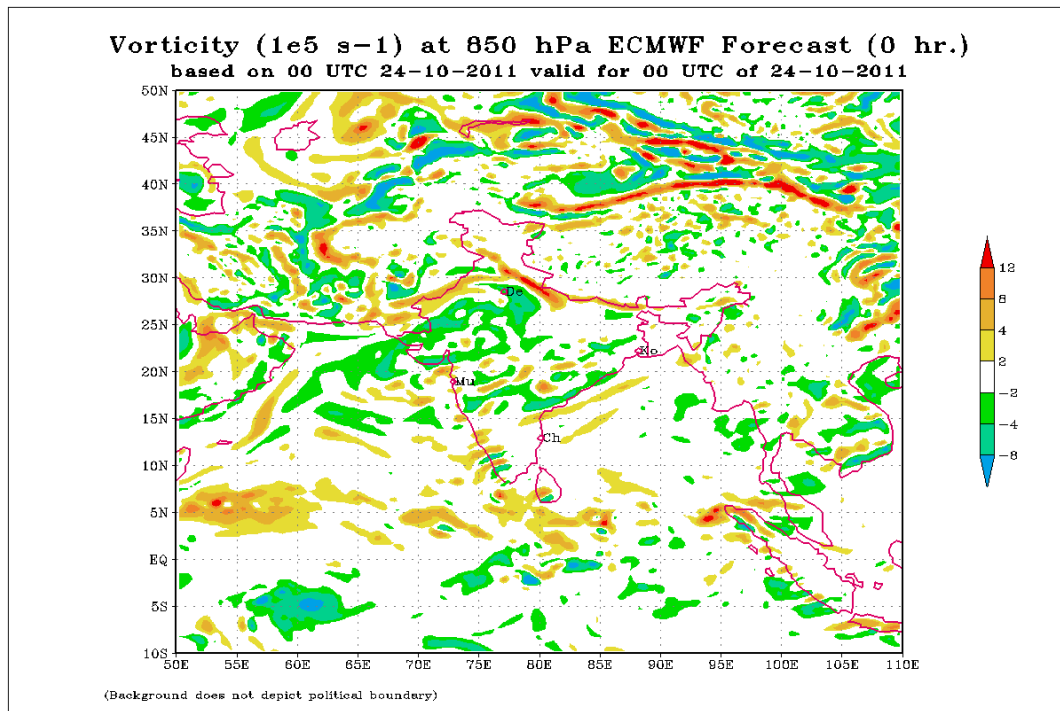 Vorticity (1e5 s-1) at 850 hPa ECMWF Forecast (0 hr.)
based on 00 UTC 24-10-2011 valid for 00 UTC of 24-10-2011
50N
45N
40N
35N
30N
25N
20N
15N
10N
5N
EQ
5S
10S
De
Ko
Mu
Ch
12
8
4
2
-2
-4
-8
50E 55E 60E 65E 70E 75E 80E 85E 90E 95E 100E 105E 110E
(Background does not depict political boundary)